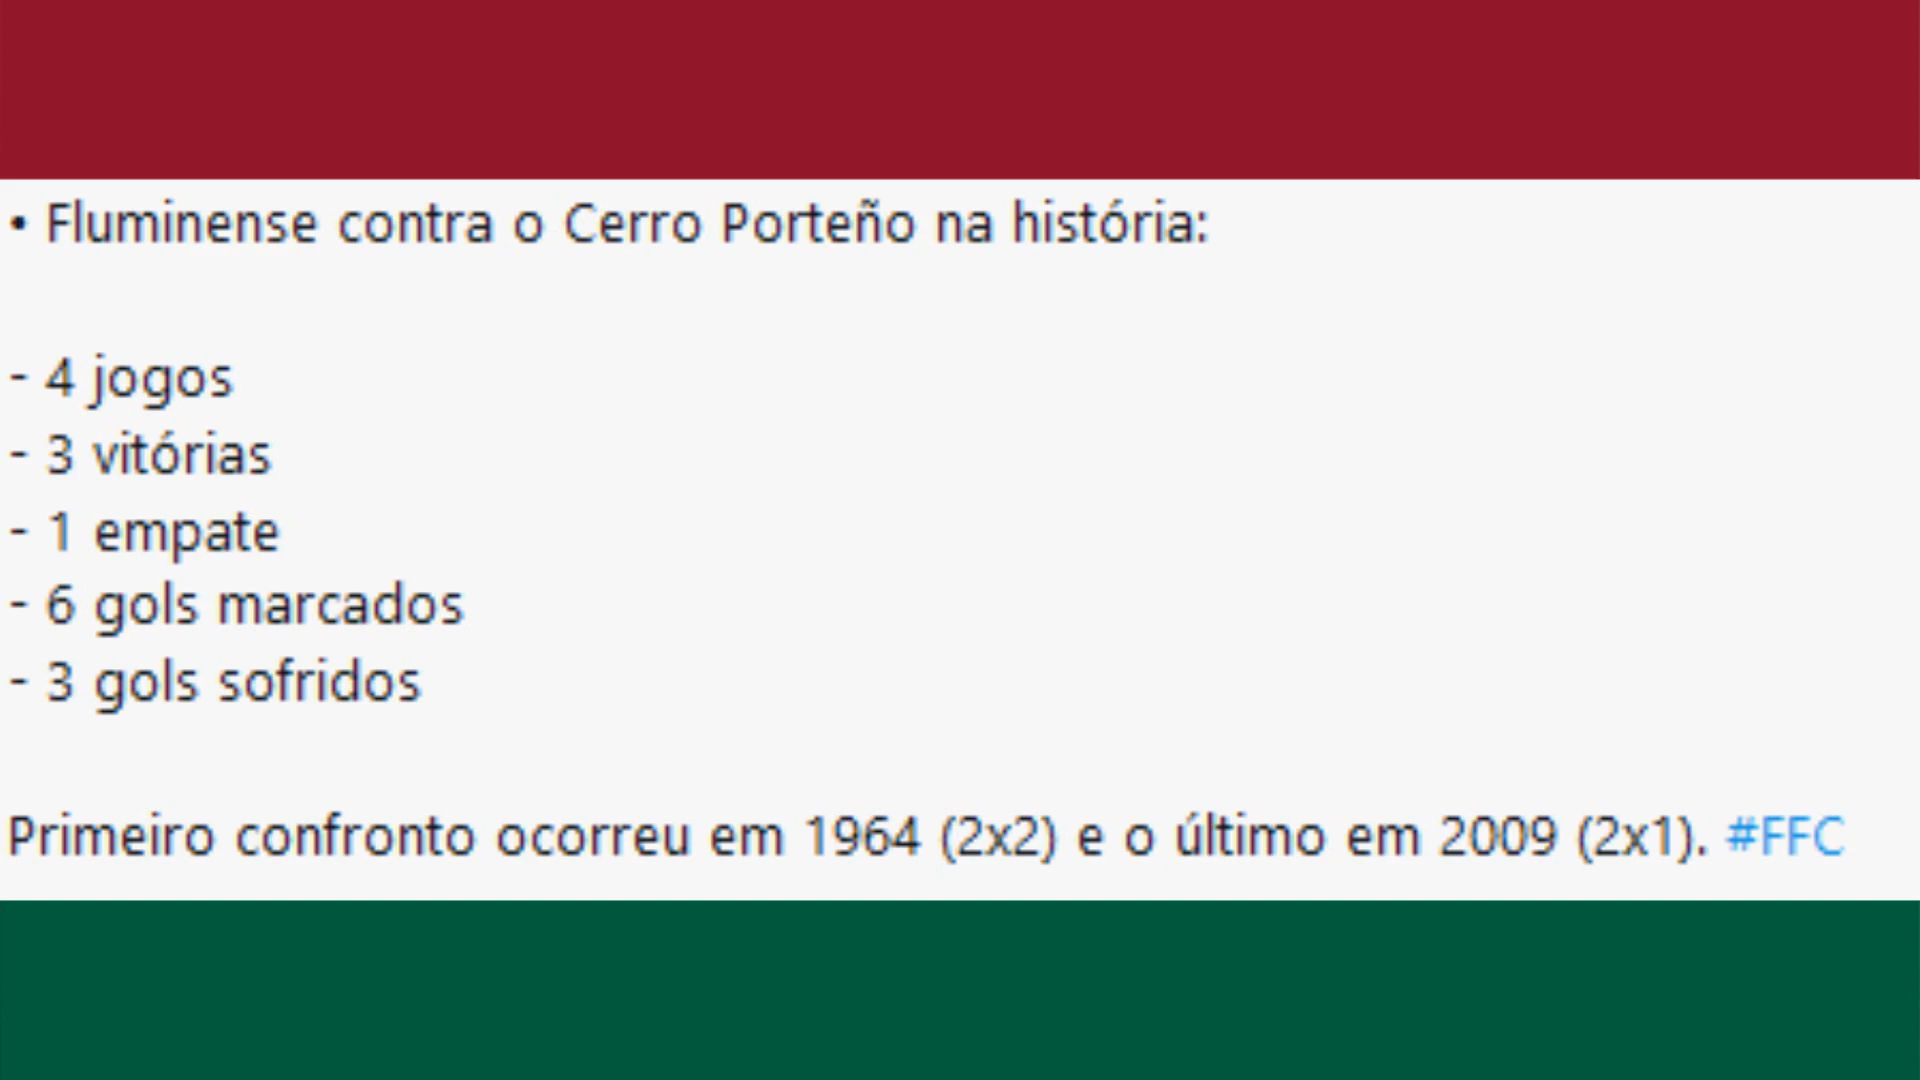 • Fluminense contra o Cerro Porteño na história:
- 4 jogos
- 3 vitórias
- 1 empate
- 6 gols marcados
- 3 gols sofridos
Primeiro confronto ocorreu em 1964 (2x2) e o último em 2009 (2x1). #FFC